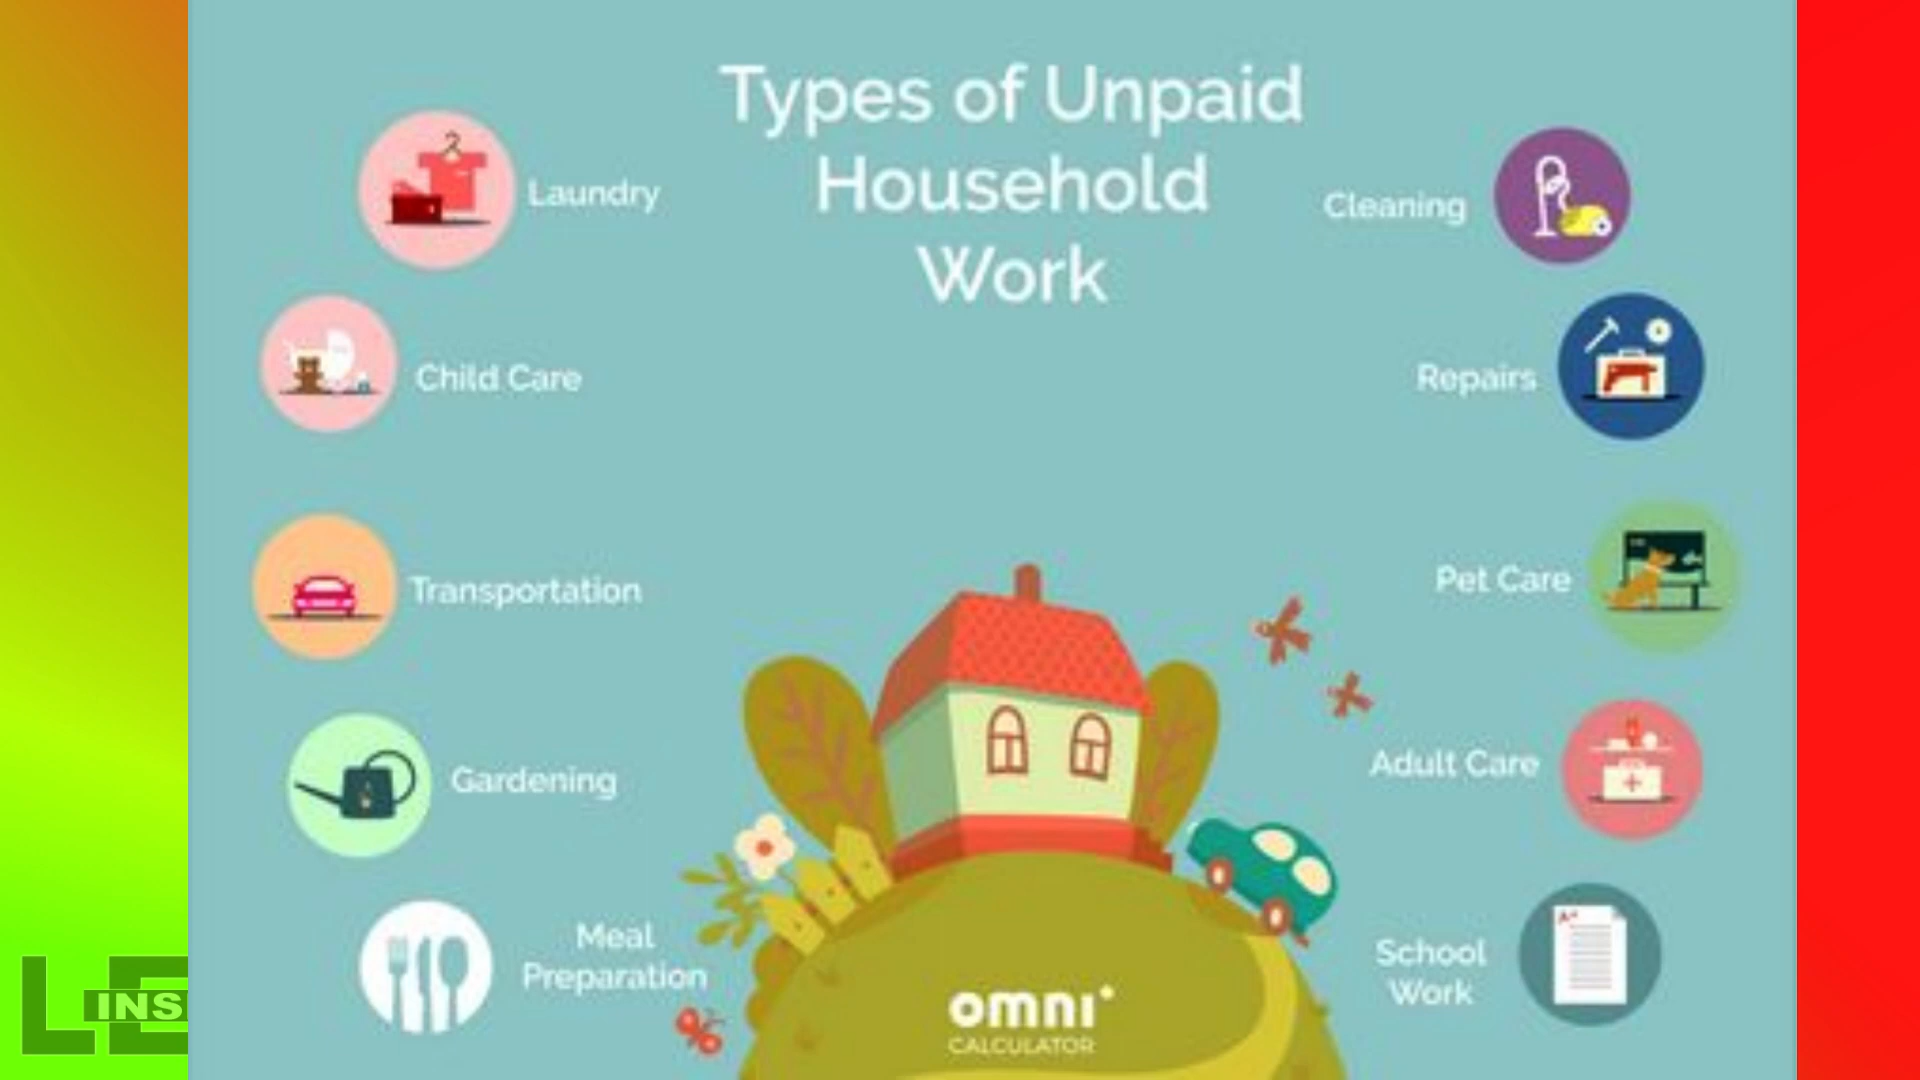 Types of Unpaid
Household
Work
Laundry
Child Care
Transportation
Gardening
Meal
Preparation
Cleaning
Repairs
Pet Care
Adult Care
School
Work
A+
omni
CALCULATOR